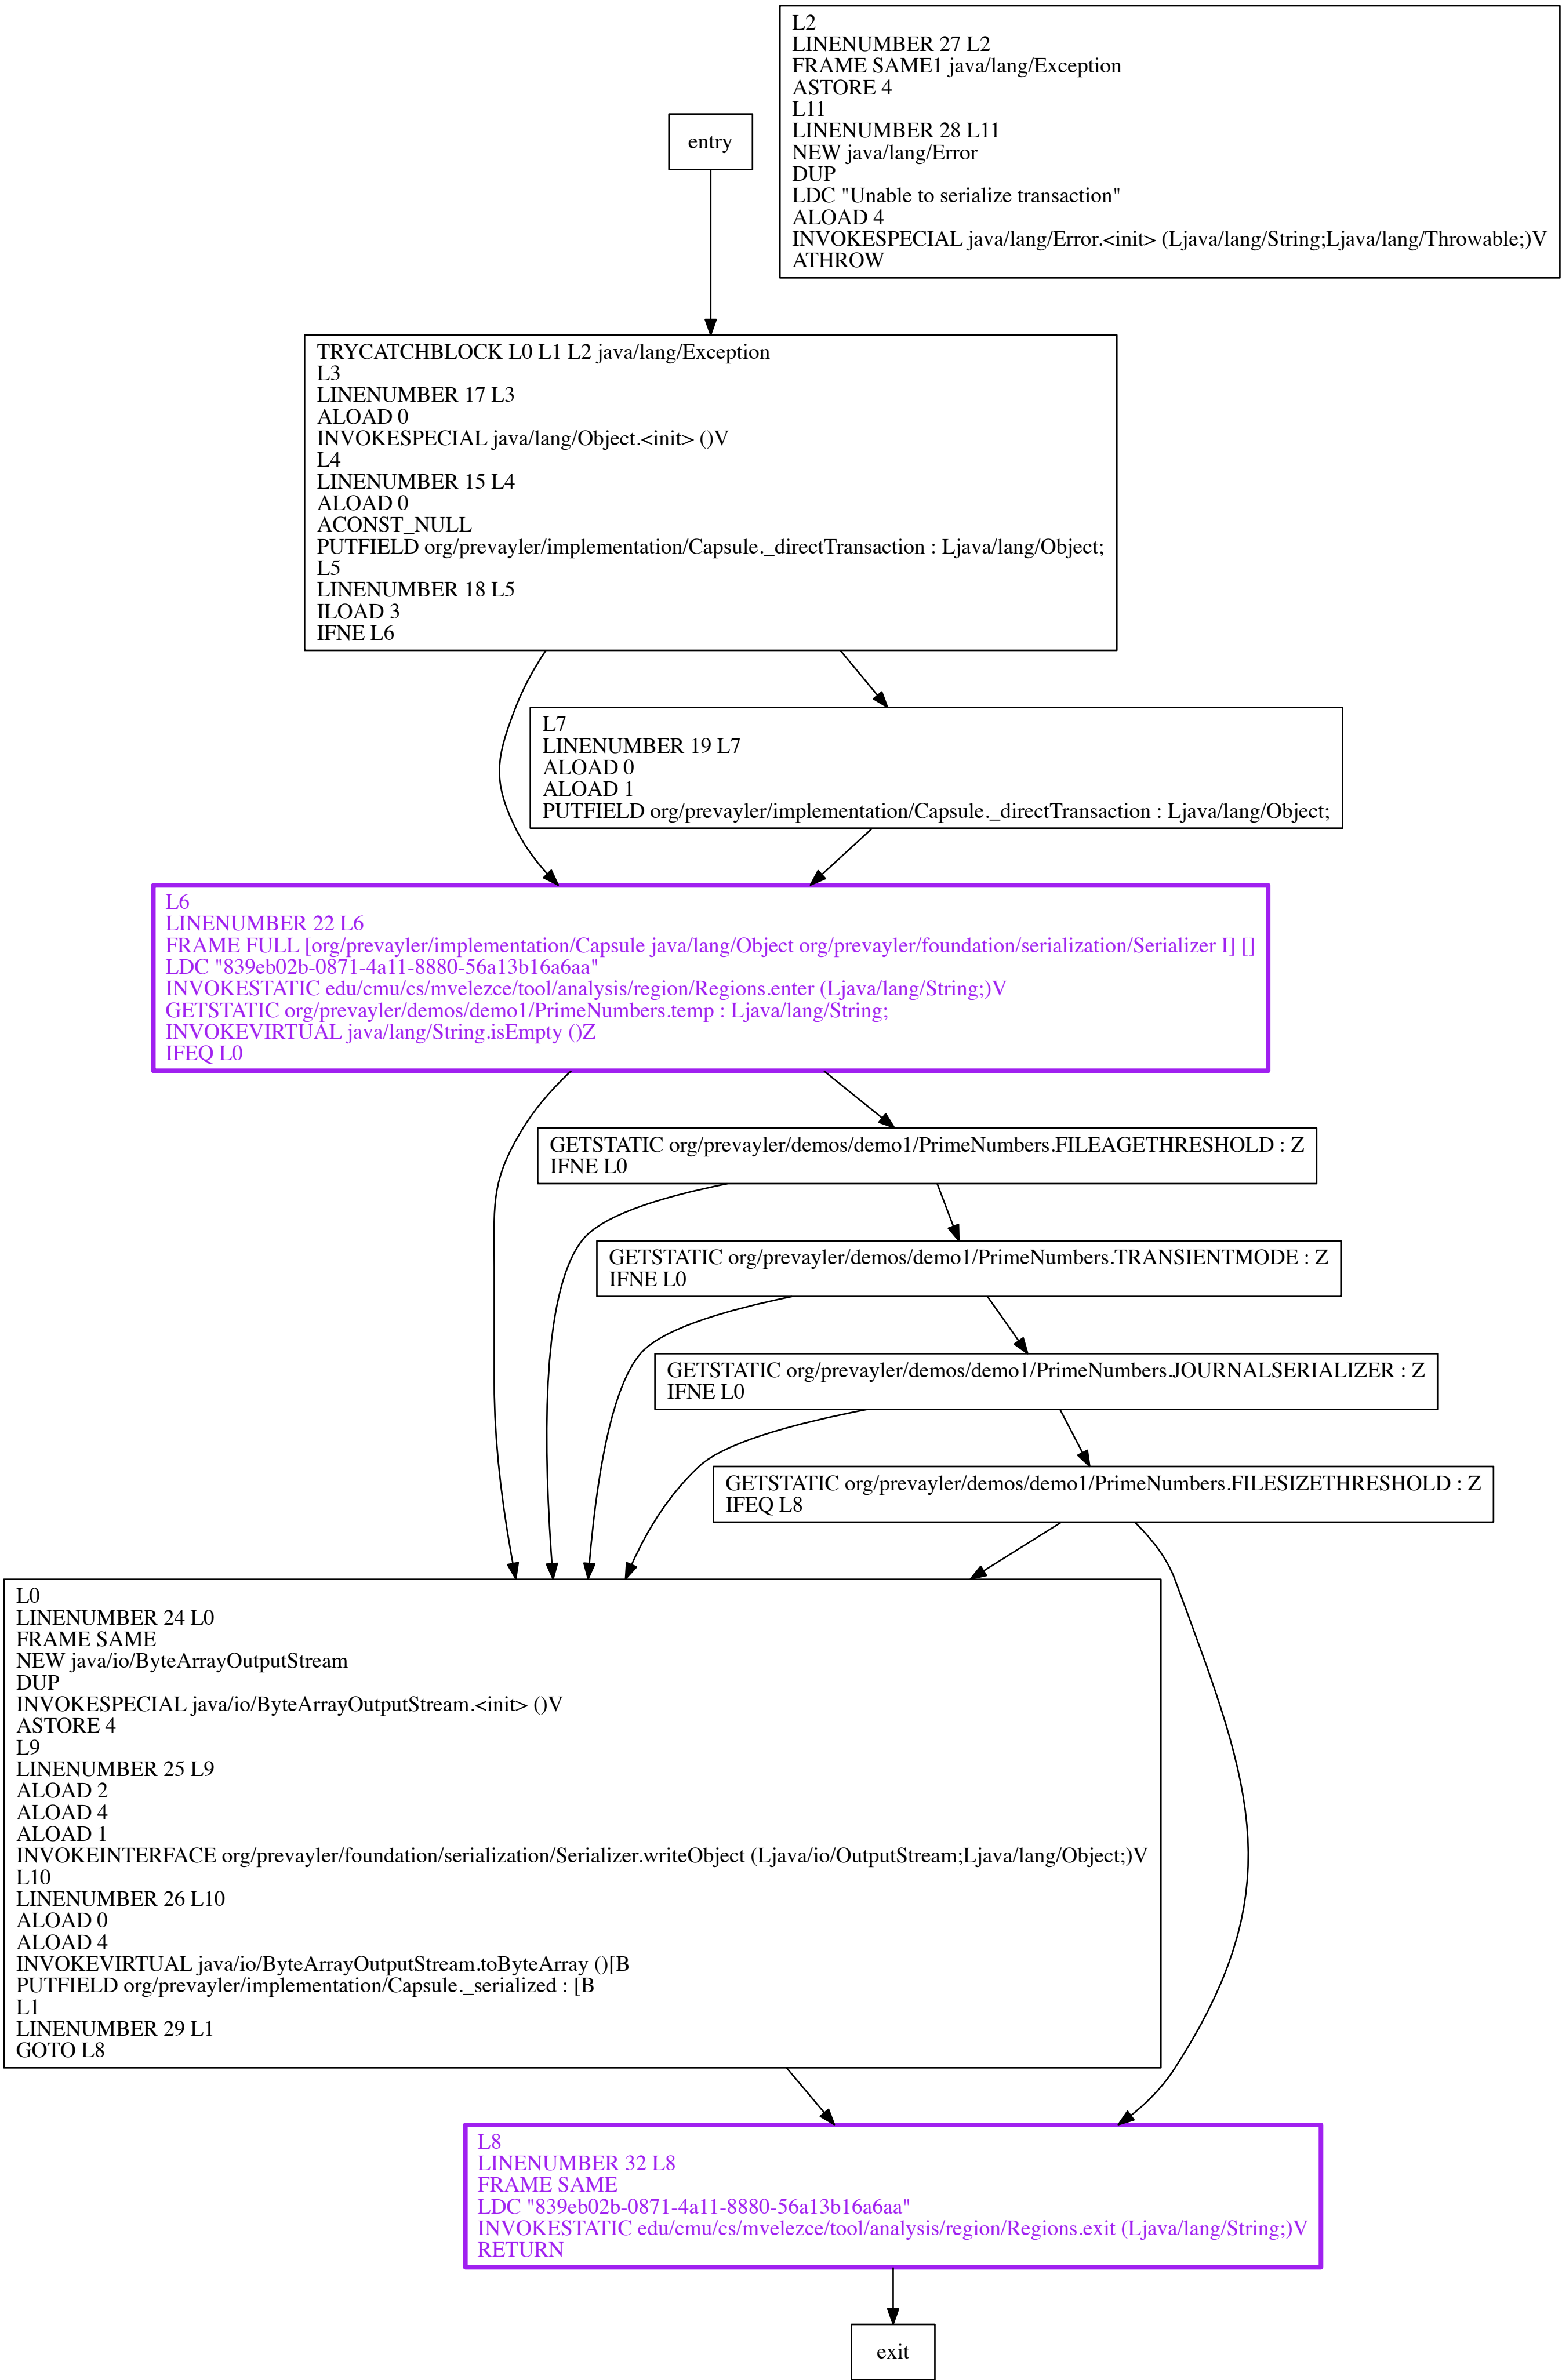 L2
LINENUMBER 27 L2
FRAME SAME1 java/lang/Exception
ASTORE 4
L11
LINENUMBER 28 L11
NEW java/lang/Error
DUP
LDC "Unable to serialize transaction"
ALOAD 4
INVOKESPECIAL java/lang/Error.<init> (Ljava/lang/String;Ljava/lang/Throwable;)V
ATHROW
entry
TRYCATCHBLOCK L0 L1 L2 java/lang/Exception
L3
LINENUMBER 17 L3
ALOAD 0
INVOKESPECIAL java/lang/Object.<init> ()V
L4
LINENUMBER 15 L4
ALOAD 0
ACONST_NULL
PUTFIELD org/prevayler/implementation/Capsule._directTransaction : Ljava/lang/Object;
L5
LINENUMBER 18 L5
ILOAD 3
IFNE L6
L7
LINENUMBER 19 L7
ALOAD 0
ALOAD 1
PUTFIELD org/prevayler/implementation/Capsule._directTransaction : Ljava/lang/Object;
L6
LINENUMBER 22 L6
FRAME FULL [org/prevayler/implementation/Capsule java/lang/Object org/prevayler/foundation/serialization/Serializer I] []
LDC "839eb02b-0871-4a11-8880-56a13b16a6aa"
INVOKESTATIC edu/cmu/cs/mvelezce/tool/analysis/region/Regions.enter (Ljava/lang/String;)V
GETSTATIC org/prevayler/demos/demo1/PrimeNumbers.temp : Ljava/lang/String;
INVOKEVIRTUAL java/lang/String.isEmpty ()Z
IFEQ L0
GETSTATIC org/prevayler/demos/demo1/PrimeNumbers.FILEAGETHRESHOLD : Z
IFNE L0
GETSTATIC org/prevayler/demos/demo1/PrimeNumbers.TRANSIENTMODE : Z
IFNE L0
GETSTATIC org/prevayler/demos/demo1/PrimeNumbers.JOURNALSERIALIZER : Z
IFNE L0
GETSTATIC org/prevayler/demos/demo1/PrimeNumbers.FILESIZETHRESHOLD : Z
IFEQ L8
L0
LINENUMBER 24 L0
FRAME SAME
NEW java/io/ByteArrayOutputStream
DUP
INVOKESPECIAL java/io/ByteArrayOutputStream.<init> ()V
ASTORE 4
L9
LINENUMBER 25 L9
ALOAD 2
ALOAD 4
ALOAD 1
INVOKEINTERFACE org/prevayler/foundation/serialization/Serializer.writeObject (Ljava/io/OutputStream;Ljava/lang/Object;)V
L10
LINENUMBER 26 L10
ALOAD 0
ALOAD 4
INVOKEVIRTUAL java/io/ByteArrayOutputStream.toByteArray ()[B
PUTFIELD org/prevayler/implementation/Capsule._serialized : [B
L1
LINENUMBER 29 L1
GOTO L8
L8
LINENUMBER 32 L8
FRAME SAME
LDC "839eb02b-0871-4a11-8880-56a13b16a6aa"
INVOKESTATIC edu/cmu/cs/mvelezce/tool/analysis/region/Regions.exit (Ljava/lang/String;)V
RETURN
exit